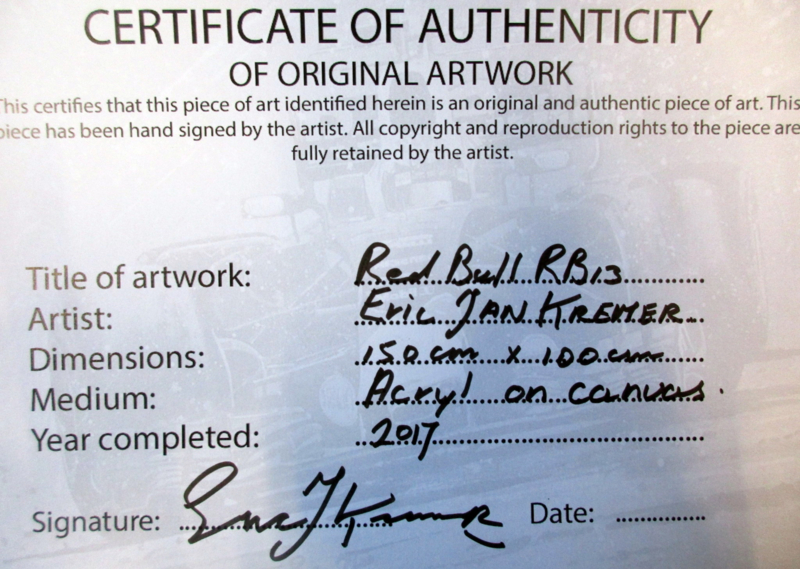 CERTIFICATE OF AUTHENTICITY
OF ORIGINAL ARTWORK
This certifies that this piece of art identified herein is an original and authentic piece of art. This
piece has been hand signed by the artist. All copyright and reproduction rights to the piece are
fully retained by the artist.
Title of artwork: Red Bull RB13
Artist: Eric JAN KREMER
Dimensions: 150 cm x 100 cm
Medium: Acryl on canvas.
Year completed: 2017
Signature: Eric J Kremer Date: